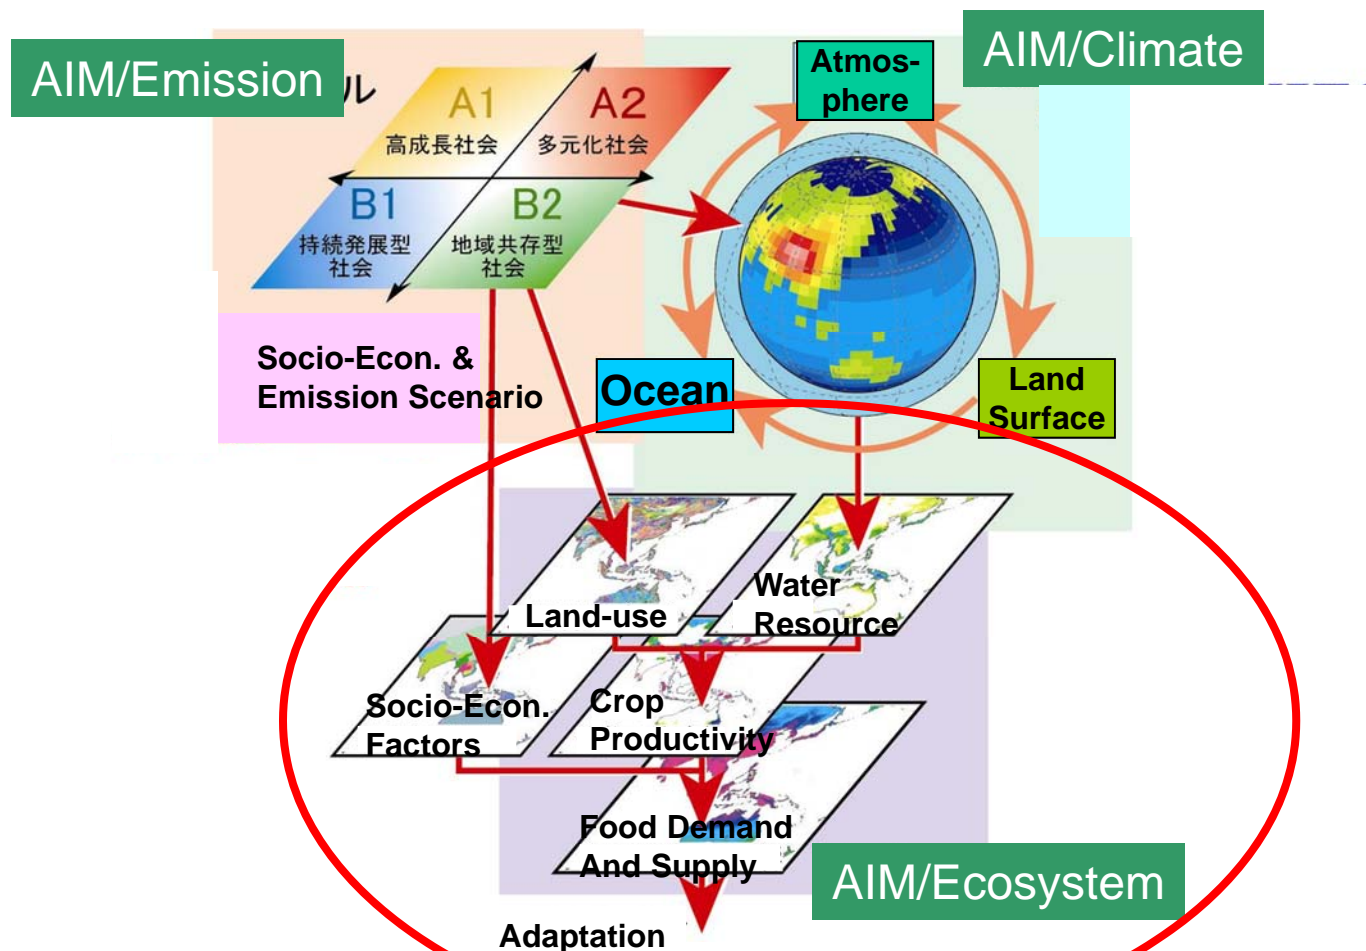 AIM/Emission
ル
AIM/Climate
Atmos-
phere
A1
高成長社会
A2
多元化社会
B1
持続発展型
社会
B2
地域共存型
社会
Socio-Econ. &
Emission Scenario
Ocean
Land
Surface
Land-use
Water
Resource
Socio-Econ.
Factors
Crop
Productivity
Food Demand
And Supply
AIM/Ecosystem
Adaptation